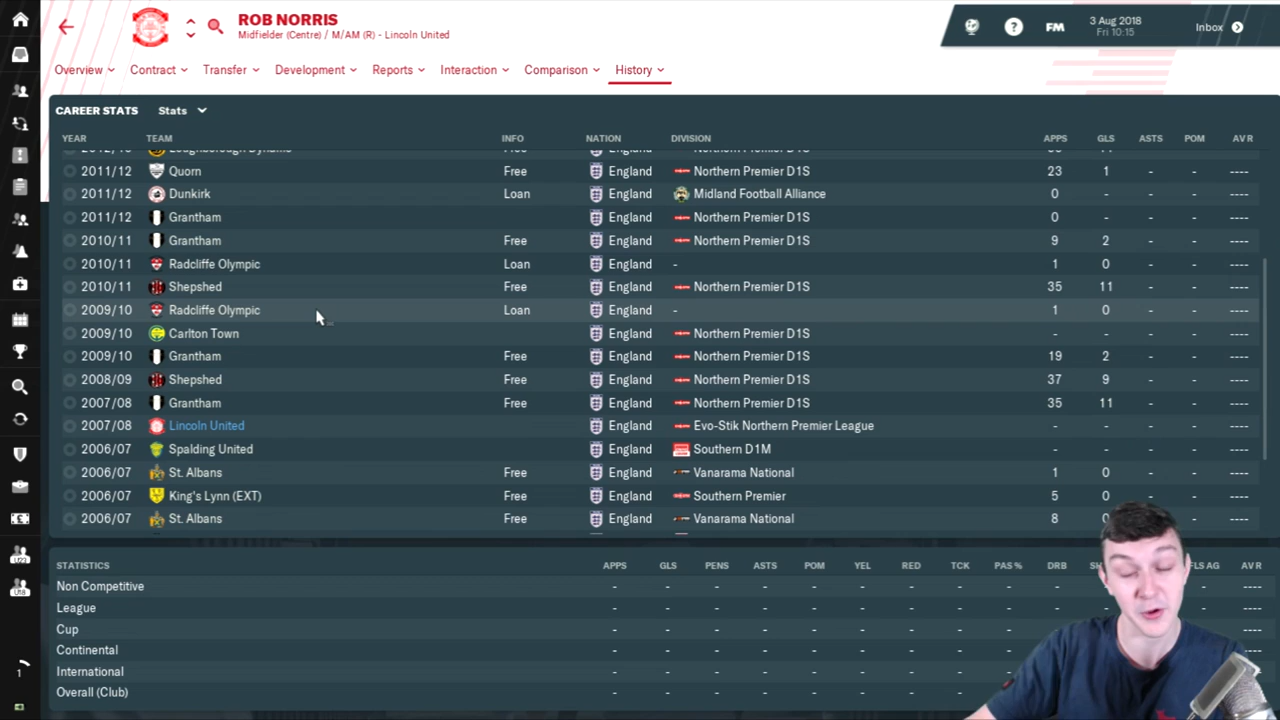 ROB NORRIS
Midfielder (Centre) / M/AM (R) - Lincoln United
FM
3 Aug 2018
Fri 10:15
Inbox
Overview Contract Transfer Development Reports Interaction Comparison History
CAREER STATS Stats
YEAR TEAM INFO NATION DIVISION APPS GLS ASTS POM AVR
2011/12 Quorn Free England Northern Premier D1S 23 1 - - ----
2011/12 Dunkirk Loan England Midland Football Alliance 0 - - - ----
2011/12 Grantham England Northern Premier D1S 0 - - - ----
2010/11 Grantham Free England Northern Premier D1S 9 2 - - ----
2010/11 Radcliffe Olympic Loan England - 1 0 - - ----
2010/11 Shepshed Free England Northern Premier D1S 35 11 - - ----
2009/10 Radcliffe Olympic Loan England - 1 0 - - ----
2009/10 Carlton Town England Northern Premier D1S - - - - ----
2009/10 Grantham Free England Northern Premier D1S 19 2 - - ----
2008/09 Shepshed Free England Northern Premier D1S 37 9 - - ----
2007/08 Grantham Free England Northern Premier D1S 35 11 - - ----
2007/08 Lincoln United England Evo-Stik Northern Premier League - - - - ----
2006/07 Spalding United England Southern D1M - - - - ----
2006/07 St. Albans Free England Vanarama National 1 0 - - ----
2006/07 King's Lynn (EXT) Free England Southern Premier 5 0 - - ----
2006/07 St. Albans Free England Vanarama National 8 0 - - ----
STATISTICS APPS GLS PENS ASTS POM YEL RED TCK PAS % DRB AVR
Non Competitive - - - - - - - - - - ----
League - - - - - - - - - - ----
Cup - - - - - - - - - - ----
Continental - - - - - - - - - ----
International - - - - - - - - - ----
Overall (Club) - - - - - - - - - ----
U23
U18
1